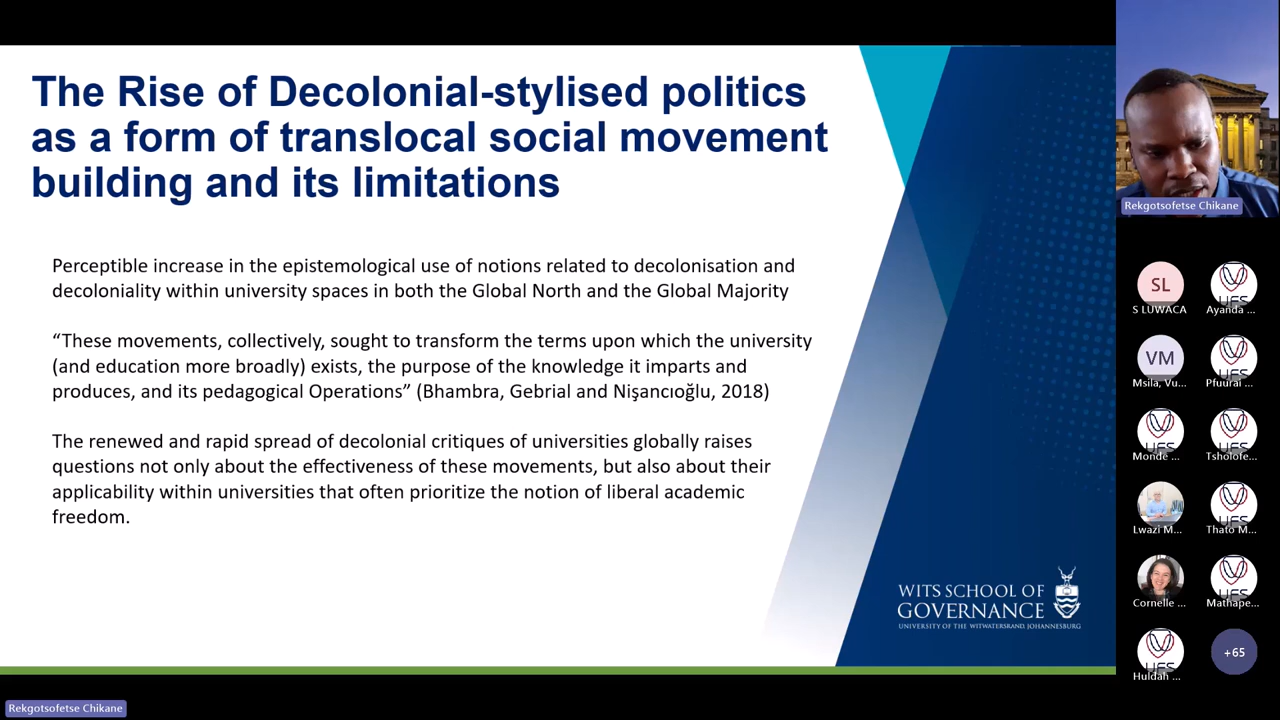 The Rise of Decolonial-stylised politics
as a form of translocal social movement
building and its limitations
Perceptible increase in the epistemological use of notions related to decolonisation and
decoloniality within university spaces in both the Global North and the Global Majority
“These movements, collectively, sought to transform the terms upon which the university
(and education more broadly) exists, the purpose of the knowledge it imparts and
produces, and its pedagogical Operations” (Bhambra, Gebrial and Nişancıoğlu, 2018)
The renewed and rapid spread of decolonial critiques of universities globally raises
questions not only about the effectiveness of these movements, but also about their
applicability within universities that often prioritize the notion of liberal academic
freedom.
WITS SCHOOL OF
GOVERNANCE
UNIVERSITY OF THE WITWATERSRAND, JOHANNESBURG
Rekgotsofetse Chikane
SL
S LUWACA
UFS
Ayanda ...
VM
Msila, Vu...
Pfuurai ...
UFS
Monde ...
UFS
Tsholofe...
Lwazi M...
UFS
Thato M...
Cornelle ...
UFS
Mathape...
UFS
Huldah ...
+65
Rekgotsofetse Chikane